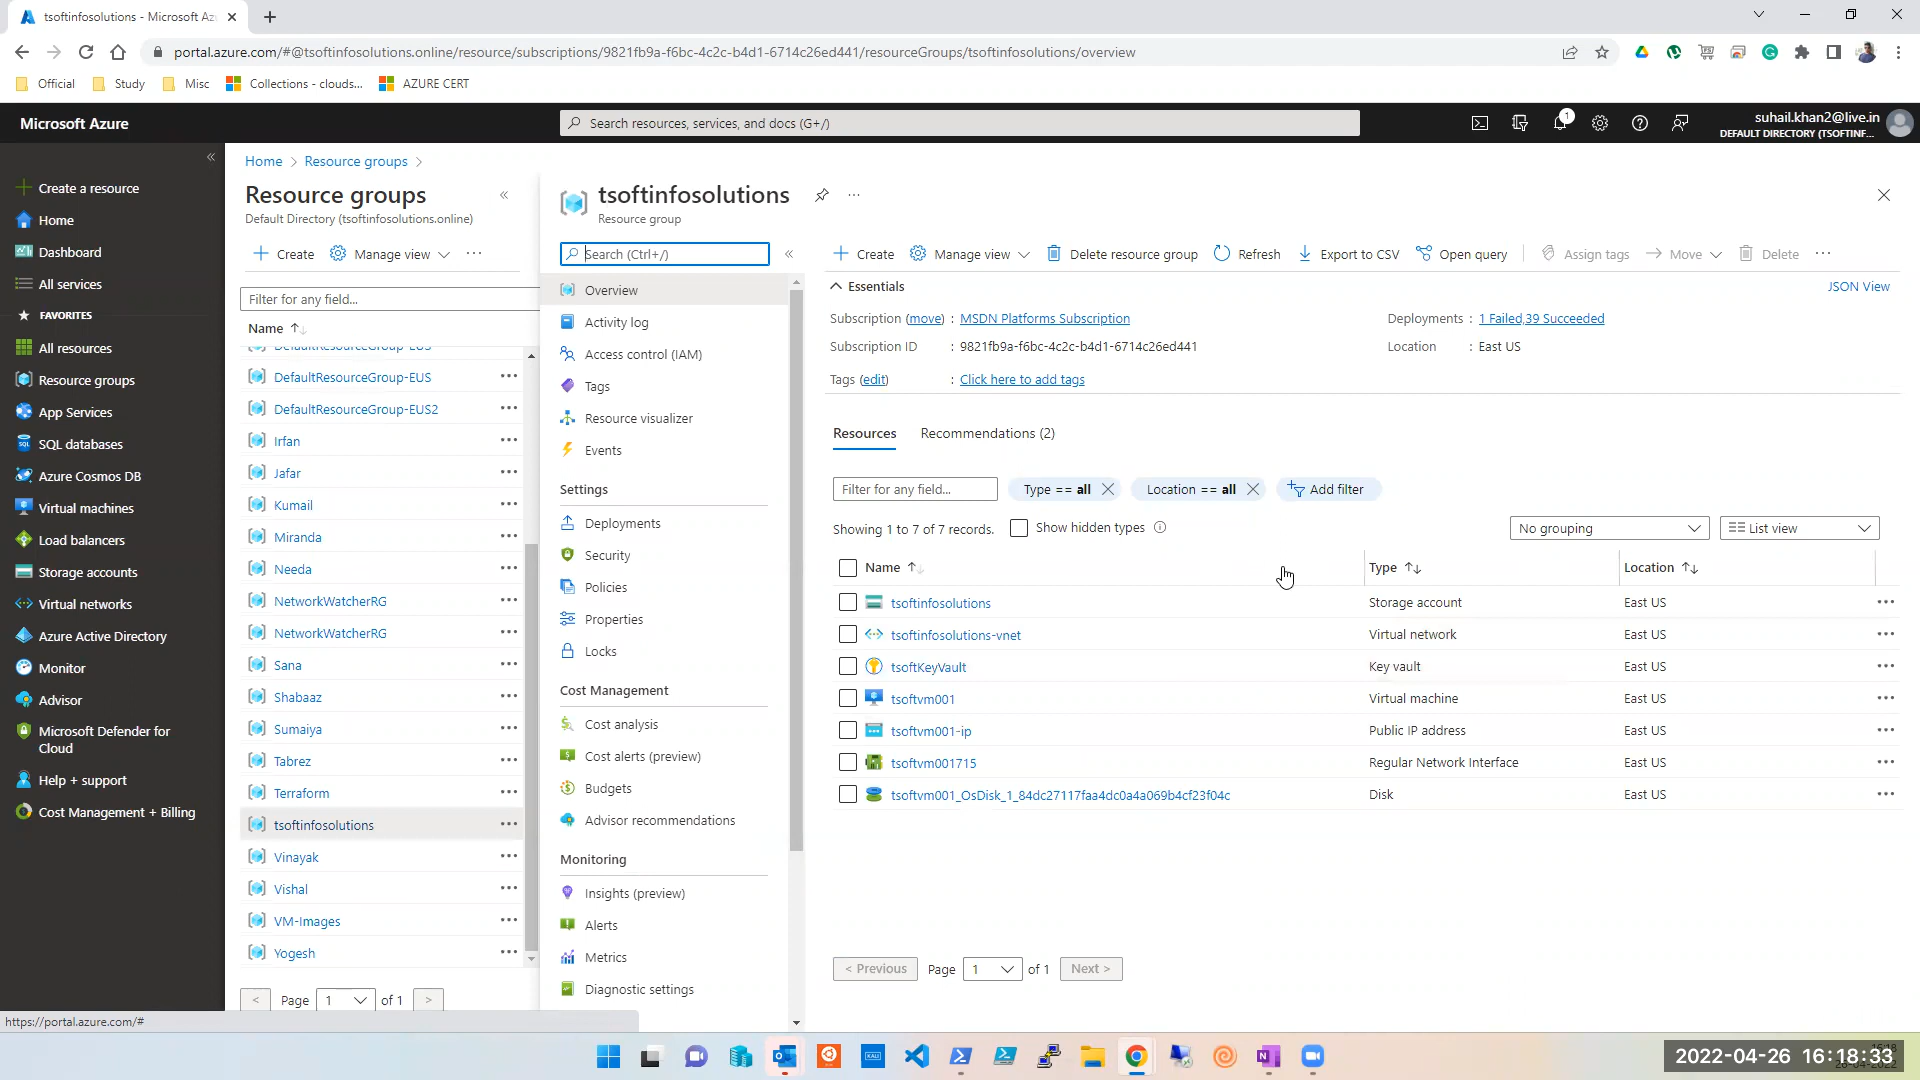 tsoftinfosolutions - Microsoft Az
portal.azure.com/#@tsoftinfosolutions.online/resource/subscriptions/9821fb9a-f6bc-4c2c-b4d1-6714c26ed441/resourceGroups/tsoftinfosolutions/overview
Official
Study
Misc
Collections - clouds...
AZURE CERT
Microsoft Azure
Search resources, services, and docs (G+/)
1
suhail.khan2@live.in
DEFAULT DIRECTORY (TSOFTINF...
Create a resource
Home
Dashboard
All services
FAVORITES
All resources
Resource groups
App Services
SQL databases
Azure Cosmos DB
Virtual machines
Load balancers
Storage accounts
Virtual networks
Azure Active Directory
Monitor
Advisor
Microsoft Defender for
Cloud
Help + support
Cost Management + Billing
https://portal.azure.com/#
Home > Resource groups >
Resource groups
Default Directory (tsoftinfosolutions.online)
Create
Manage view
Filter for any field...
Name
DefaultResourceGroup-EUS
DefaultResourceGroup-EUS
DefaultResourceGroup-EUS2
Irfan
Jafar
Kumail
Miranda
Needa
NetworkWatcherRG
NetworkWatcherRG
Sana
Shabaaz
Sumaiya
Tabrez
Terraform
tsoftinfosolutions
Vinayak
Vishal
VM-Images
Yogesh
< Page 1 of 1 >
tsoftinfosolutions
Resource group
Search (Ctrl+/)
Overview
Activity log
Access control (IAM)
Tags
Resource visualizer
Events
Settings
Deployments
Security
Policies
Properties
Locks
Cost Management
Cost analysis
Cost alerts (preview)
Budgets
Advisor recommendations
Monitoring
Insights (preview)
Alerts
Metrics
Diagnostic settings
Create
Manage view
Delete resource group
Refresh
Export to CSV
Open query
Assign tags
Move
Delete
Essentials
JSON View
Subscription (move) : MSDN Platforms Subscription
Deployments : 1 Failed,39 Succeeded
Subscription ID : 9821fb9a-f6bc-4c2c-b4d1-6714c26ed441
Location : East US
Tags (edit) : Click here to add tags
Resources
Recommendations (2)
Filter for any field...
Type == all
Location == all
Add filter
Showing 1 to 7 of 7 records.
Show hidden types
No grouping
List view
Name Type Location
tsoftinfosolutions Storage account East US
tsoftinfosolutions-vnet Virtual network East US
tsoftKeyVault Key vault East US
tsoftvm001 Virtual machine East US
tsoftvm001-ip Public IP address East US
tsoftvm001715 Regular Network Interface East US
tsoftvm001_OsDisk_1_84dc27117faa4dc0a4a069b4cf23f04c Disk East US
< Previous Page 1 of 1 Next >
2022-04-26 16:18:33